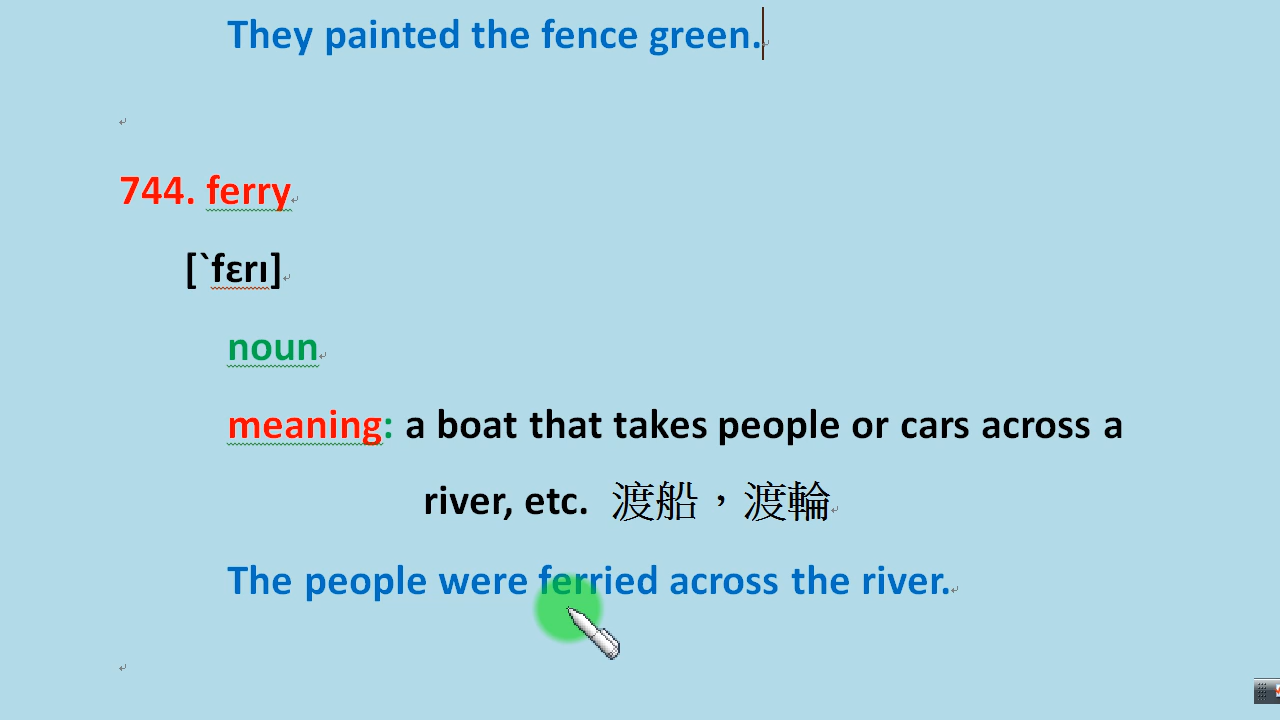 They painted the fence green.
744. ferry
[`fɛrɪ]
noun
meaning: a boat that takes people or cars across a
river, etc. 渡船，渡輪
The people were ferried across the river.